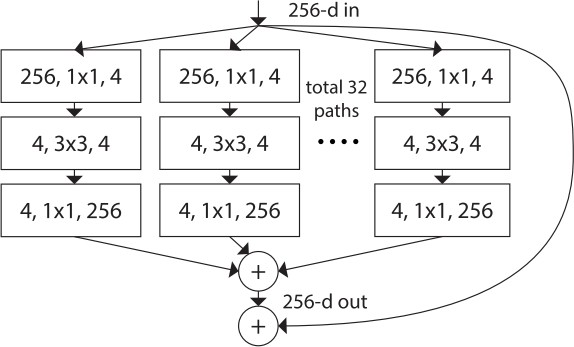 256-d in
256, 1x1, 4
256, 1x1, 4
total 32
paths
256, 1x1, 4
4, 3x3, 4
4, 3x3, 4
....
4, 3x3, 4
4, 1x1, 256
4, 1x1, 256
4, 1x1, 256
+
256-d out
+